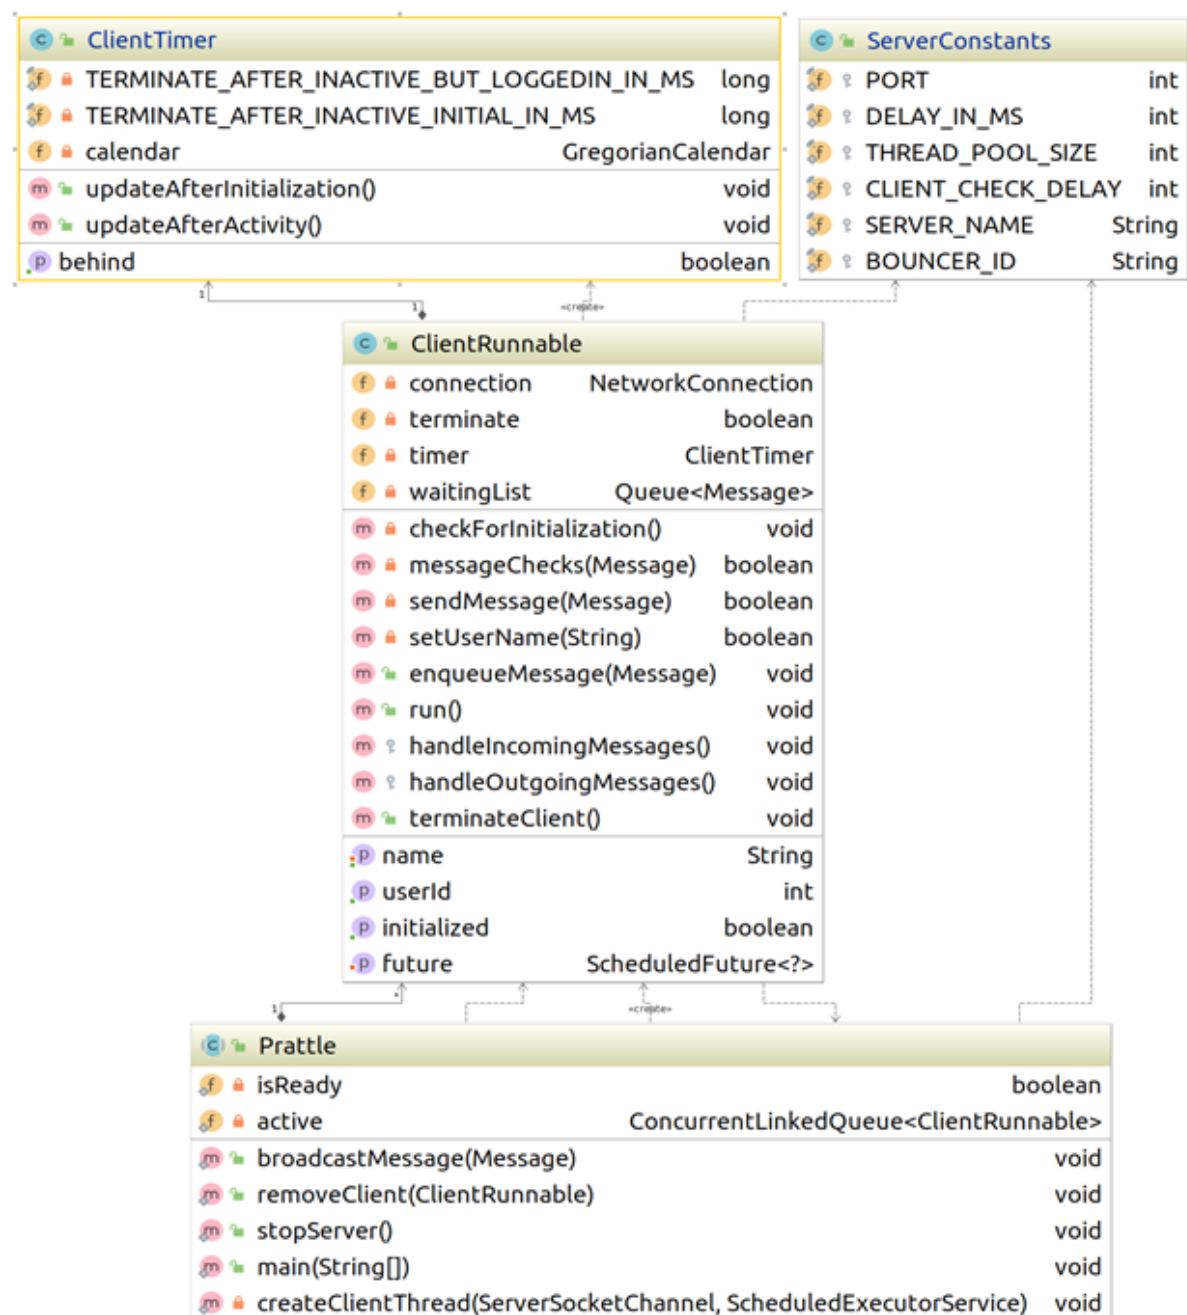 ClientTimer
TERMINATE_AFTER_INACTIVE_BUT_LOGGEDIN_IN_MS long
TERMINATE_AFTER_INACTIVE_INITIAL_IN_MS long
calendar GregorianCalendar
updateAfterInitialization() void
updateAfterActivity() void
behind boolean
ServerConstants
PORT int
DELAY_IN_MS int
THREAD_POOL_SIZE int
CLIENT_CHECK_DELAY int
SERVER_NAME String
BOUNCER_ID String
1 1 «create»
ClientRunnable
connection NetworkConnection
terminate boolean
timer ClientTimer
waitingList Queue<Message>
checkForInitialization() void
messageChecks(Message) boolean
sendMessage(Message) boolean
setUserName(String) boolean
enqueueMessage(Message) void
run() void
handleIncomingMessages() void
handleOutgoingMessages() void
terminateClient() void
name String
userId int
initialized boolean
future ScheduledFuture<?>
1 * «create»
Prattle
isReady boolean
active ConcurrentLinkedQueue<ClientRunnable>
broadcastMessage(Message) void
removeClient(ClientRunnable) void
stopServer() void
main(String[]) void
createClientThread(ServerSocketChannel, ScheduledExecutorService) void